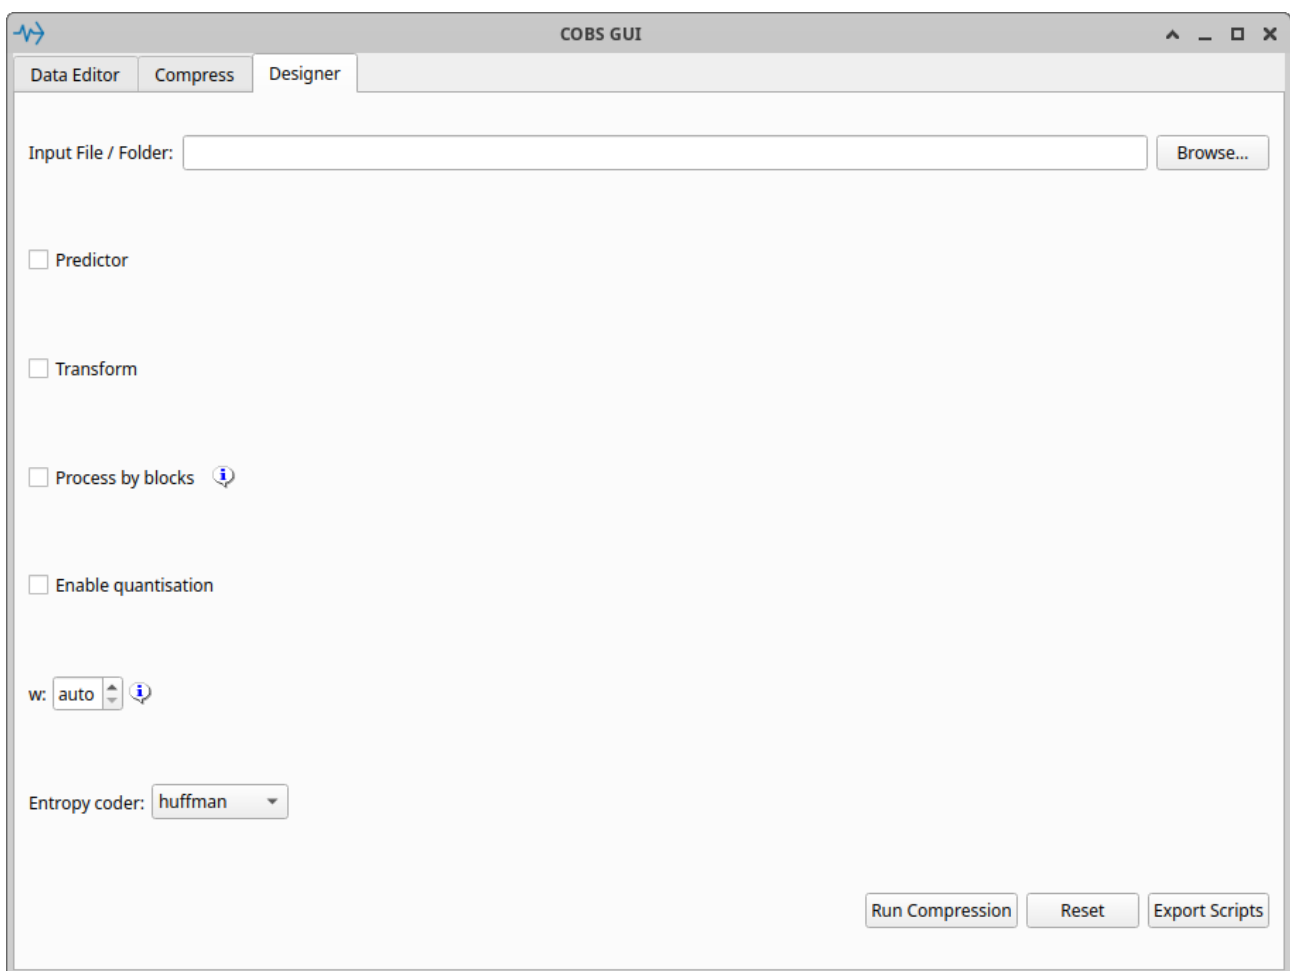 COBS GUI
Data Editor Compress Designer
Input File / Folder: Browse...
Predictor
Transform
Process by blocks
Enable quantisation
w: auto
Entropy coder: huffman
Run Compression Reset Export Scripts